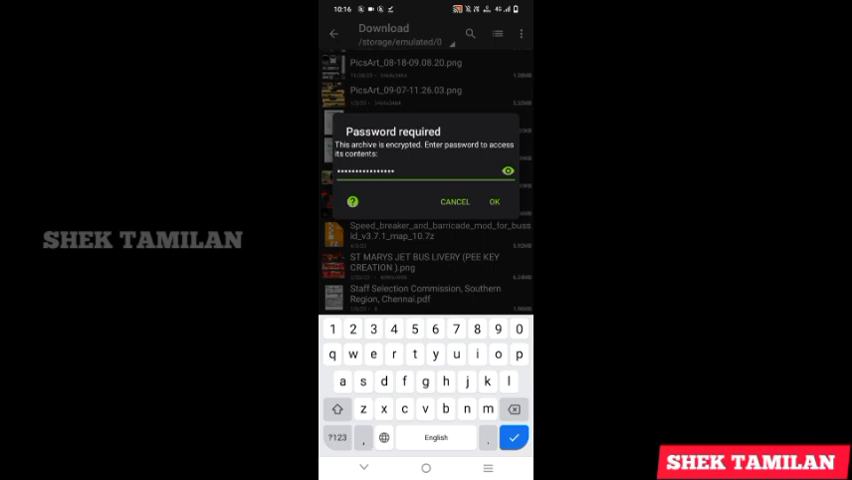 10:16
4G
Download
/storage/emulated/0
PicsArt_08-18-09.08.20.png
PicsArt_09-07-11.26.03.png
Password required
This archive is encrypted. Enter password to access
its contents:
••••••••••••••••
CANCEL OK
Speed_breaker_and_barricade_mod_for_buss
id_v3.7.1_map_10.7z
ST MARYS JET BUS LIVERY (PEE KEY
CREATION ).png
Staff Selection Commission, Southern
Region, Chennai.pdf
SHEK TAMILAN
1 2 3 4 5 6 7 8 9 0
q w e r t y u i o p
a s d f g h j k l
z x c v b n m
?123 , English .
SHEK TAMILAN